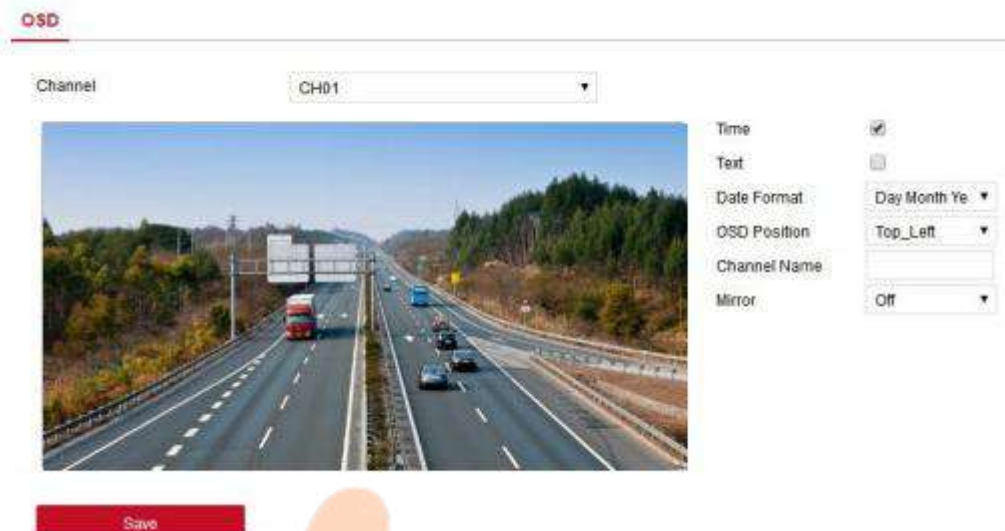 OSD
Channel
CH01
Time
Text
Date Format
Day Month Ye
OSD Position
Top_Left
Channel Name
Mirror
Off
Save